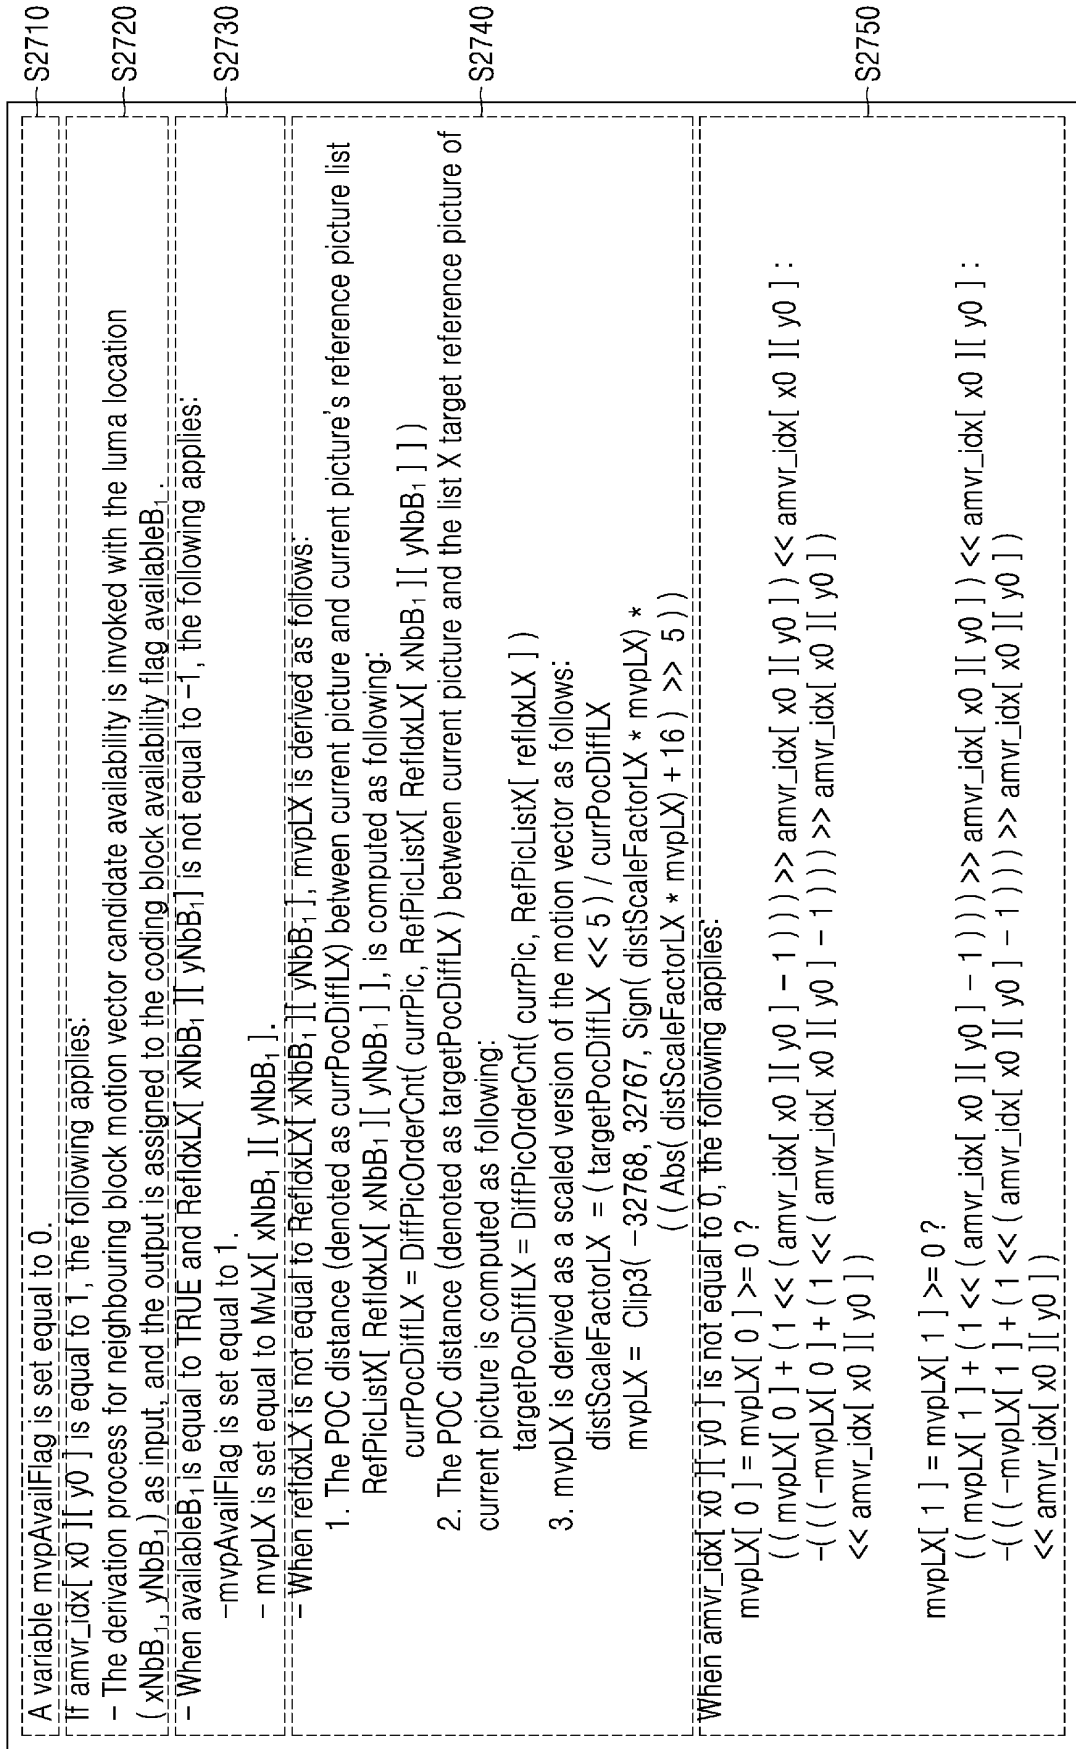 A variable mvpAvailFlag is set equal to 0.
S2710
If amvr_idx[ x0 ][ y0 ] is equal to 1, the following applies:
– The derivation process for neighbouring block motion vector candidate availability is invoked with the luma location
( xNbB₁, yNbB₁ ) as input, and the output is assigned to the coding block availability flag availableB₁.
S2720
– When availableB₁ is equal to TRUE and RefIdxLX[ xNbB₁ ][ yNbB₁] is not equal to –1, the following applies:
–mvpAvailFlag is set equal to 1.
– mvpLX is set equal to MvLX[ xNbB₁ ][ yNbB₁ ].
S2730
– When refIdxLX is not equal to RefIdxLX[ xNbB₁ ][ yNbB₁ ], mvpLX is derived as follows:
1. The POC distance (denoted as currPocDiffLX) between current picture and current picture's reference picture list
RefPicListX[ RefIdxLX[ xNbB₁ ][ yNbB₁ ] ], is computed as following:
currPocDiffLX = DiffPicOrderCnt( currPic, RefPicListX[ RefIdxLX[ xNbB₁ ][ yNbB₁ ] ] )
2. The POC distance (denoted as targetPocDiffLX ) between current picture and the list X target reference picture of
current picture is computed as following:
targetPocDiffLX = DiffPicOrderCnt( currPic, RefPicListX[ refIdxLX ] )
3. mvpLX is derived as a scaled version of the motion vector as follows:
distScaleFactorLX = ( targetPocDiffLX << 5 ) / currPocDiffLX
mvpLX = Clip3( –32768, 32767, Sign( distScaleFactorLX * mvpLX) *
( ( Abs( distScaleFactorLX * mvpLX) + 16 ) >> 5 ) )
S2740
When amvr_idx[ x0 ][ y0 ] is not equal to 0, the following applies:
mvpLX[ 0 ] = mvpLX[ 0 ] >= 0 ?
( ( mvpLX[ 0 ] + ( 1 << ( amvr_idx[ x0 ][ y0 ] – 1 ) ) ) >> amvr_idx[ x0 ][ y0 ] ) << amvr_idx[ x0 ][ y0 ] :
–( ( ( –mvpLX[ 0 ] + ( 1 << ( amvr_idx[ x0 ][ y0 ] – 1 ) ) ) >> amvr_idx[ x0 ][ y0 ] )
<< amvr_idx[ x0 ][ y0 ] )
mvpLX[ 1 ] = mvpLX[ 1 ] >= 0 ?
( ( mvpLX[ 1 ] + ( 1 << ( amvr_idx[ x0 ][ y0 ] – 1 ) ) ) >> amvr_idx[ x0 ][ y0 ] ) << amvr_idx[ x0 ][ y0 ] :
–( ( ( –mvpLX[ 1 ] + ( 1 << ( amvr_idx[ x0 ][ y0 ] – 1 ) ) ) >> amvr_idx[ x0 ][ y0 ] )
<< amvr_idx[ x0 ][ y0 ] )
S2750